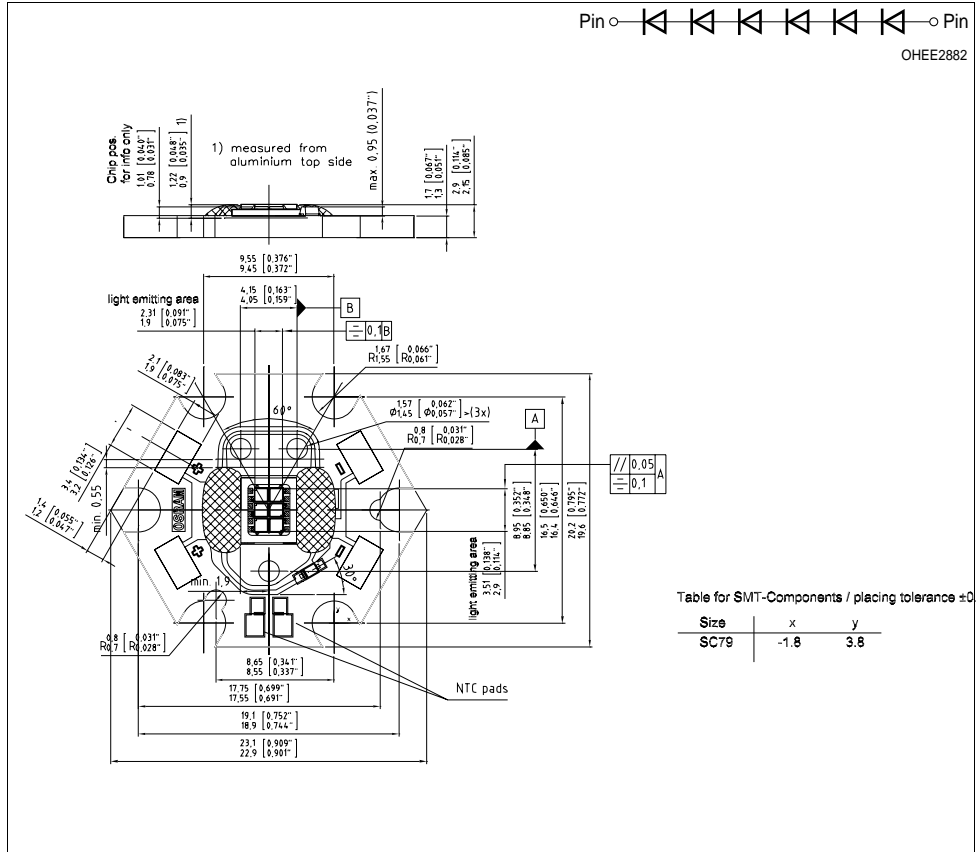 Pin Pin
OHEE2882
Chip pos.
for info only
1,01 [0,040"]
0,78 [0,031"]
1,22 [0,048"]
0,9 [0,035"] 1)
1) measured from
aluminium top side
max. 0,95 (0,037")
1,7 [0,067"]
1,3 [0,051"]
2,9 [0,114"]
2,15 [0,085"]
9,55 [0,376"]
9,45 [0,372"]
light emitting area
2,31 [0,091"]
1,9 [0,075"]
4,15 [0,163"]
4,05 [0,159"]
B
0,1 B
1,67 [0,066"]
R1,55 [R0,061"]
2,1 [0,083"]
1,9 [0,075"]
60°
1,57 [0,062"]
Ø1,45 [Ø0,057"] (3x)
0,8 [0,031"]
R0,7 [R0,028"]
A
// 0,05
0,1
A
3,4 [0,134"]
3,2 [0,126"]
1,4 [0,055"]
1,2 [0,047"]
min. 0,55
OSRAM
8,95 [0,352"]
8,85 [0,348"]
16,5 [0,650"]
16,4 [0,646"]
20,2 [0,795"]
19,6 [0,772"]
light emitting area
3,51 [0,138"]
2,9 [0,114"]
30°
min. 1,9
y
x
0,8 [0,031"]
R0,7 [R0,028"]
NTC pads
8,65 [0,341"]
8,55 [0,337"]
17,75 [0,699"]
17,55 [0,691"]
19,1 [0,752"]
18,9 [0,744"]
23,1 [0,909"]
22,9 [0,901"]
Table for SMT-Components / placing tolerance ±0
Size x y
SC79 -1.8 3.8